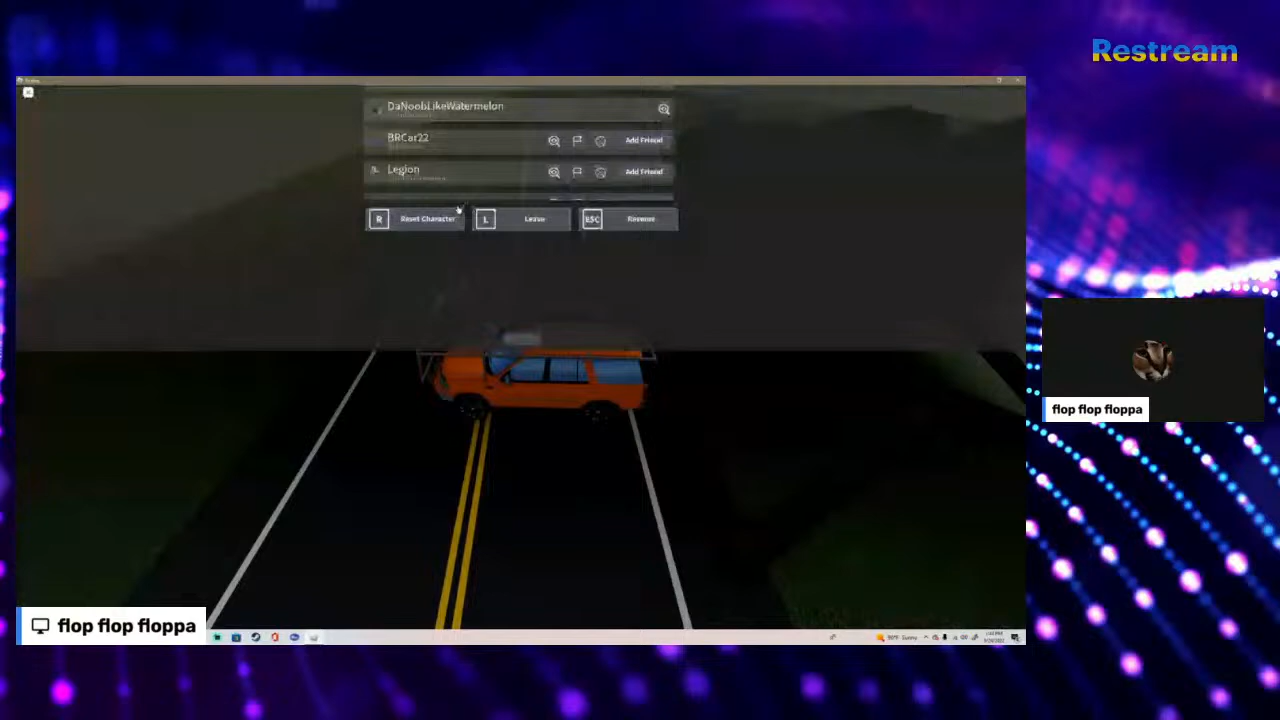 Restream
DaNoobLikeWatermelon
BRCar22
Add Friend
Legion
Add Friend
R Reset Character
L Leave
ESC Resume
flop flop floppa
flop flop floppa
Sunny